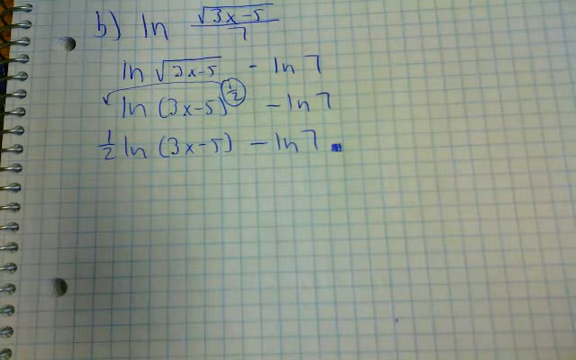 b) ln √(3x-5)/7
ln √(3x-5) - ln 7
ln (3x-5)^(1/2) - ln 7
1/2 ln (3x-5) - ln 7.